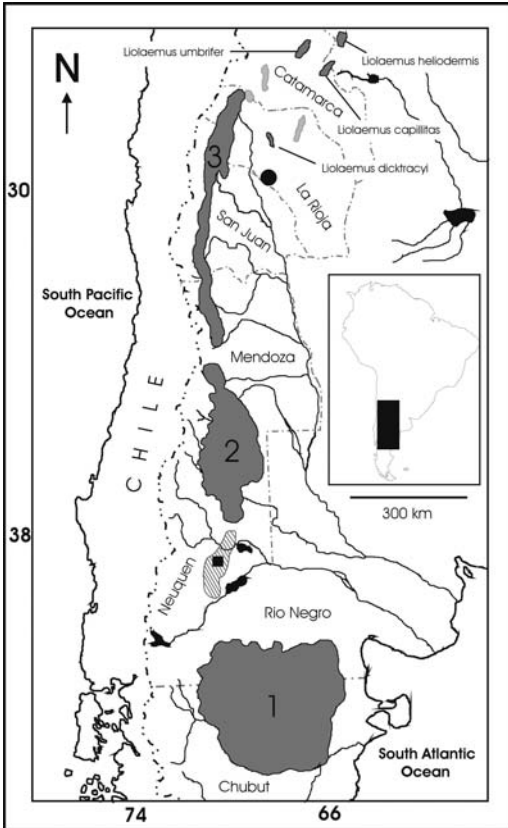 Liolaemus umbrifer
Liolaemus heliodermis
N
Catamarca
Liolaemus capillitas
3
Liolaemus dicktracyi
30
La Rioja
San Juan
South Pacific
Ocean
Mendoza
CHILE
2
300 km
38
Neuquen
Rio Negro
1
South Atlantic
Ocean
Chubut
74
66